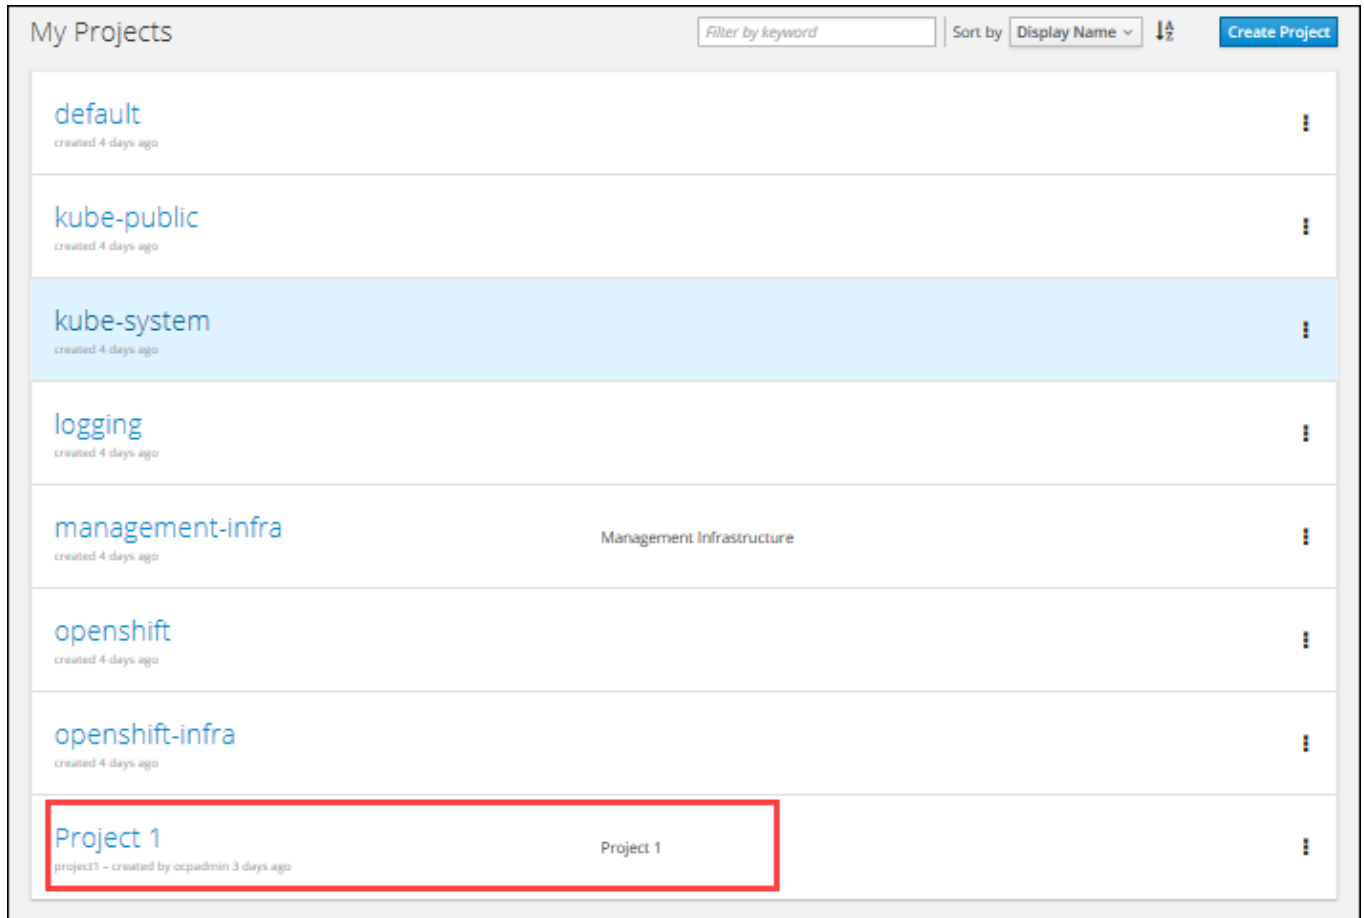 My Projects
Filter by keyword
Sort by Display Name
Create Project
default
created 4 days ago
kube-public
created 4 days ago
kube-system
created 4 days ago
logging
created 4 days ago
management-infra
Management Infrastructure
created 4 days ago
openshift
created 4 days ago
openshift-infra
created 4 days ago
Project 1
Project 1
project1 – created by ocpadmin 3 days ago